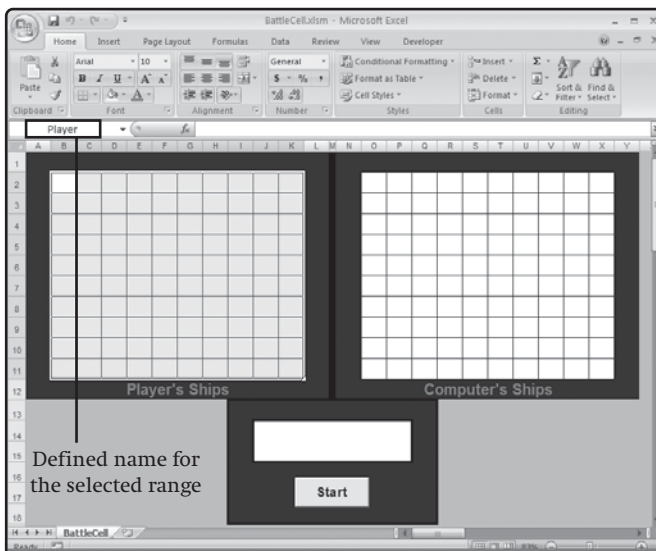 BattleCell.xlsm - Microsoft Excel
Home Insert Page Layout Formulas Data Review View Developer
Paste
Clipboard
Arial 10
B I U A A
A
Font
Alignment
General
$ % ,
Number
Conditional Formatting
Format as Table
Cell Styles
Styles
Insert
Delete
Format
Cells
Σ
Sort & Filter
Find & Select
Editing
Player fx
A B C D E F G H I J K L M N O P Q R S T U V W X Y
1
2
3
4
5
6
7
8
9
10
11
12
Player's Ships Computer's Ships
13
14
15
16
17
18
Defined name for
the selected range
Start
BattleCell
Ready 83%